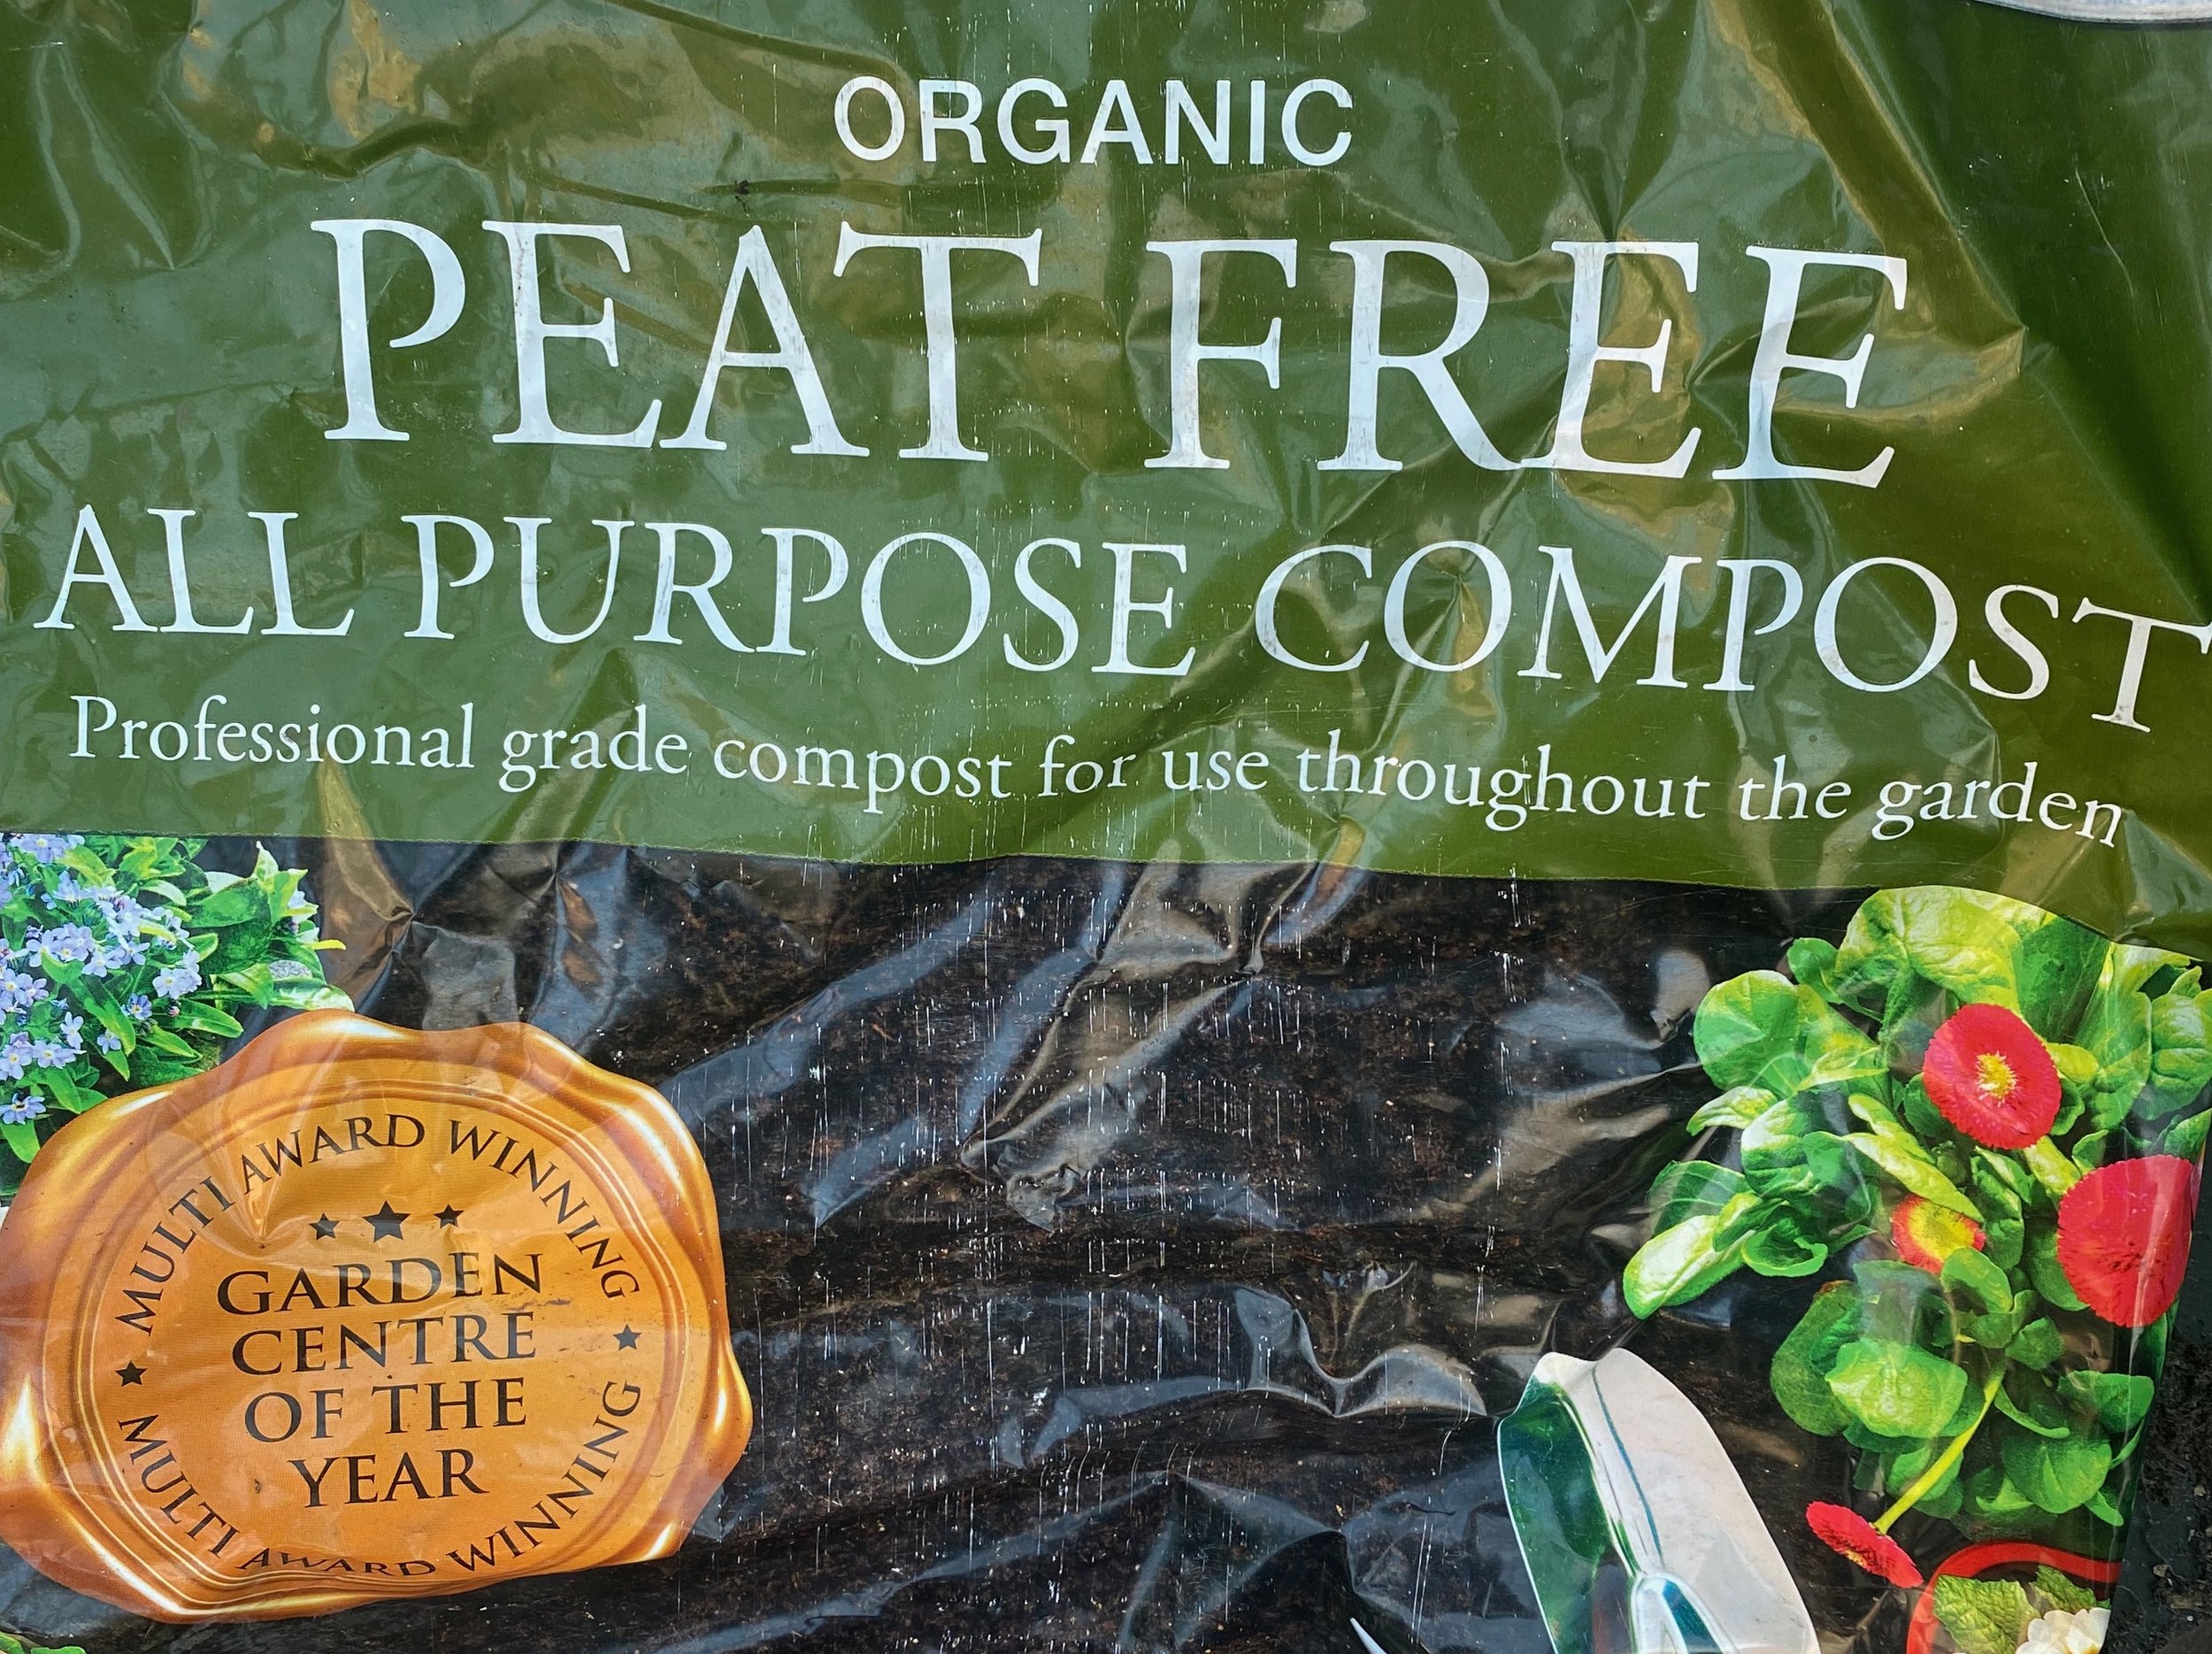 ORGANIC
PEAT FREE
ALL PURPOSE COMPOST
Professional grade compost for use throughout the garden
MULTI AWARD WINNING
GARDEN
CENTRE
OF THE
YEAR
MULTI AWARD WINNING